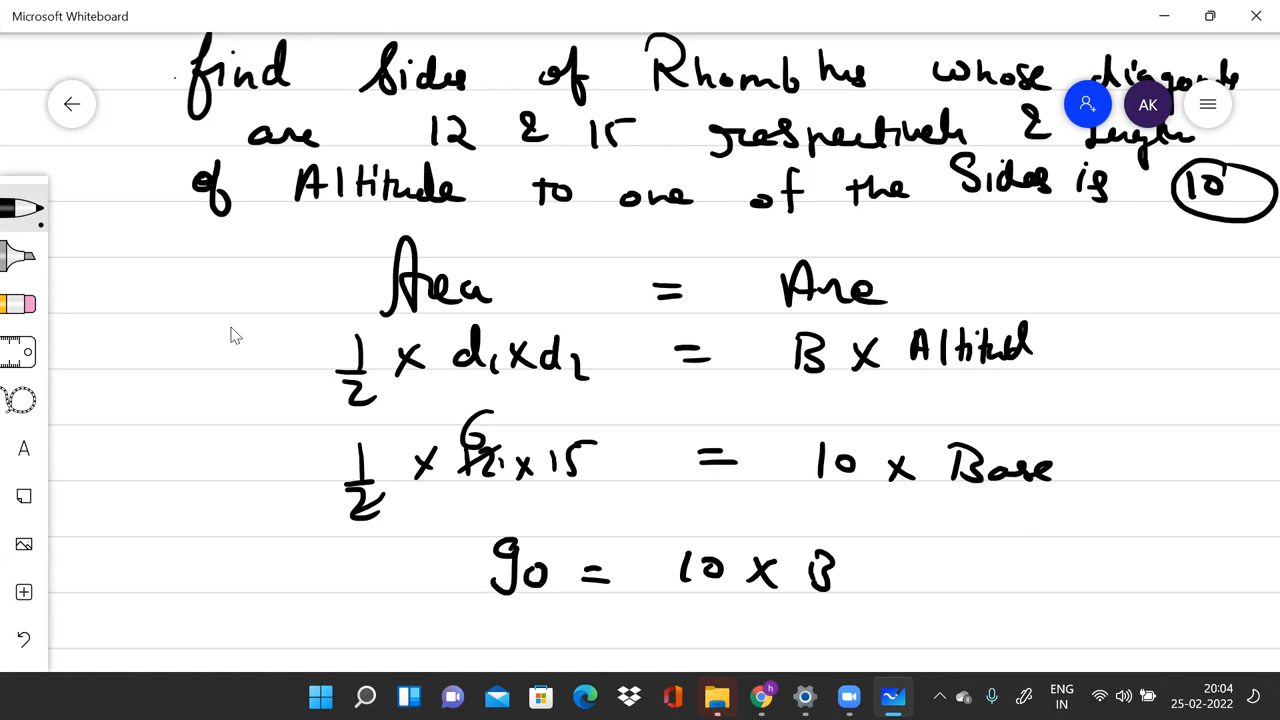 Microsoft Whiteboard
find Sides of Rhombhs whose
are 12 & 15 respectively & length
of Altitude to one of the Sides is 10
AK
Area = Are
1/2 × d1 × d2 = B × Altitud
1/2 × 12 6 × 15 = 10 × Base
90 = 10 × B
A
ENG
IN
20:04
25-02-2022
h